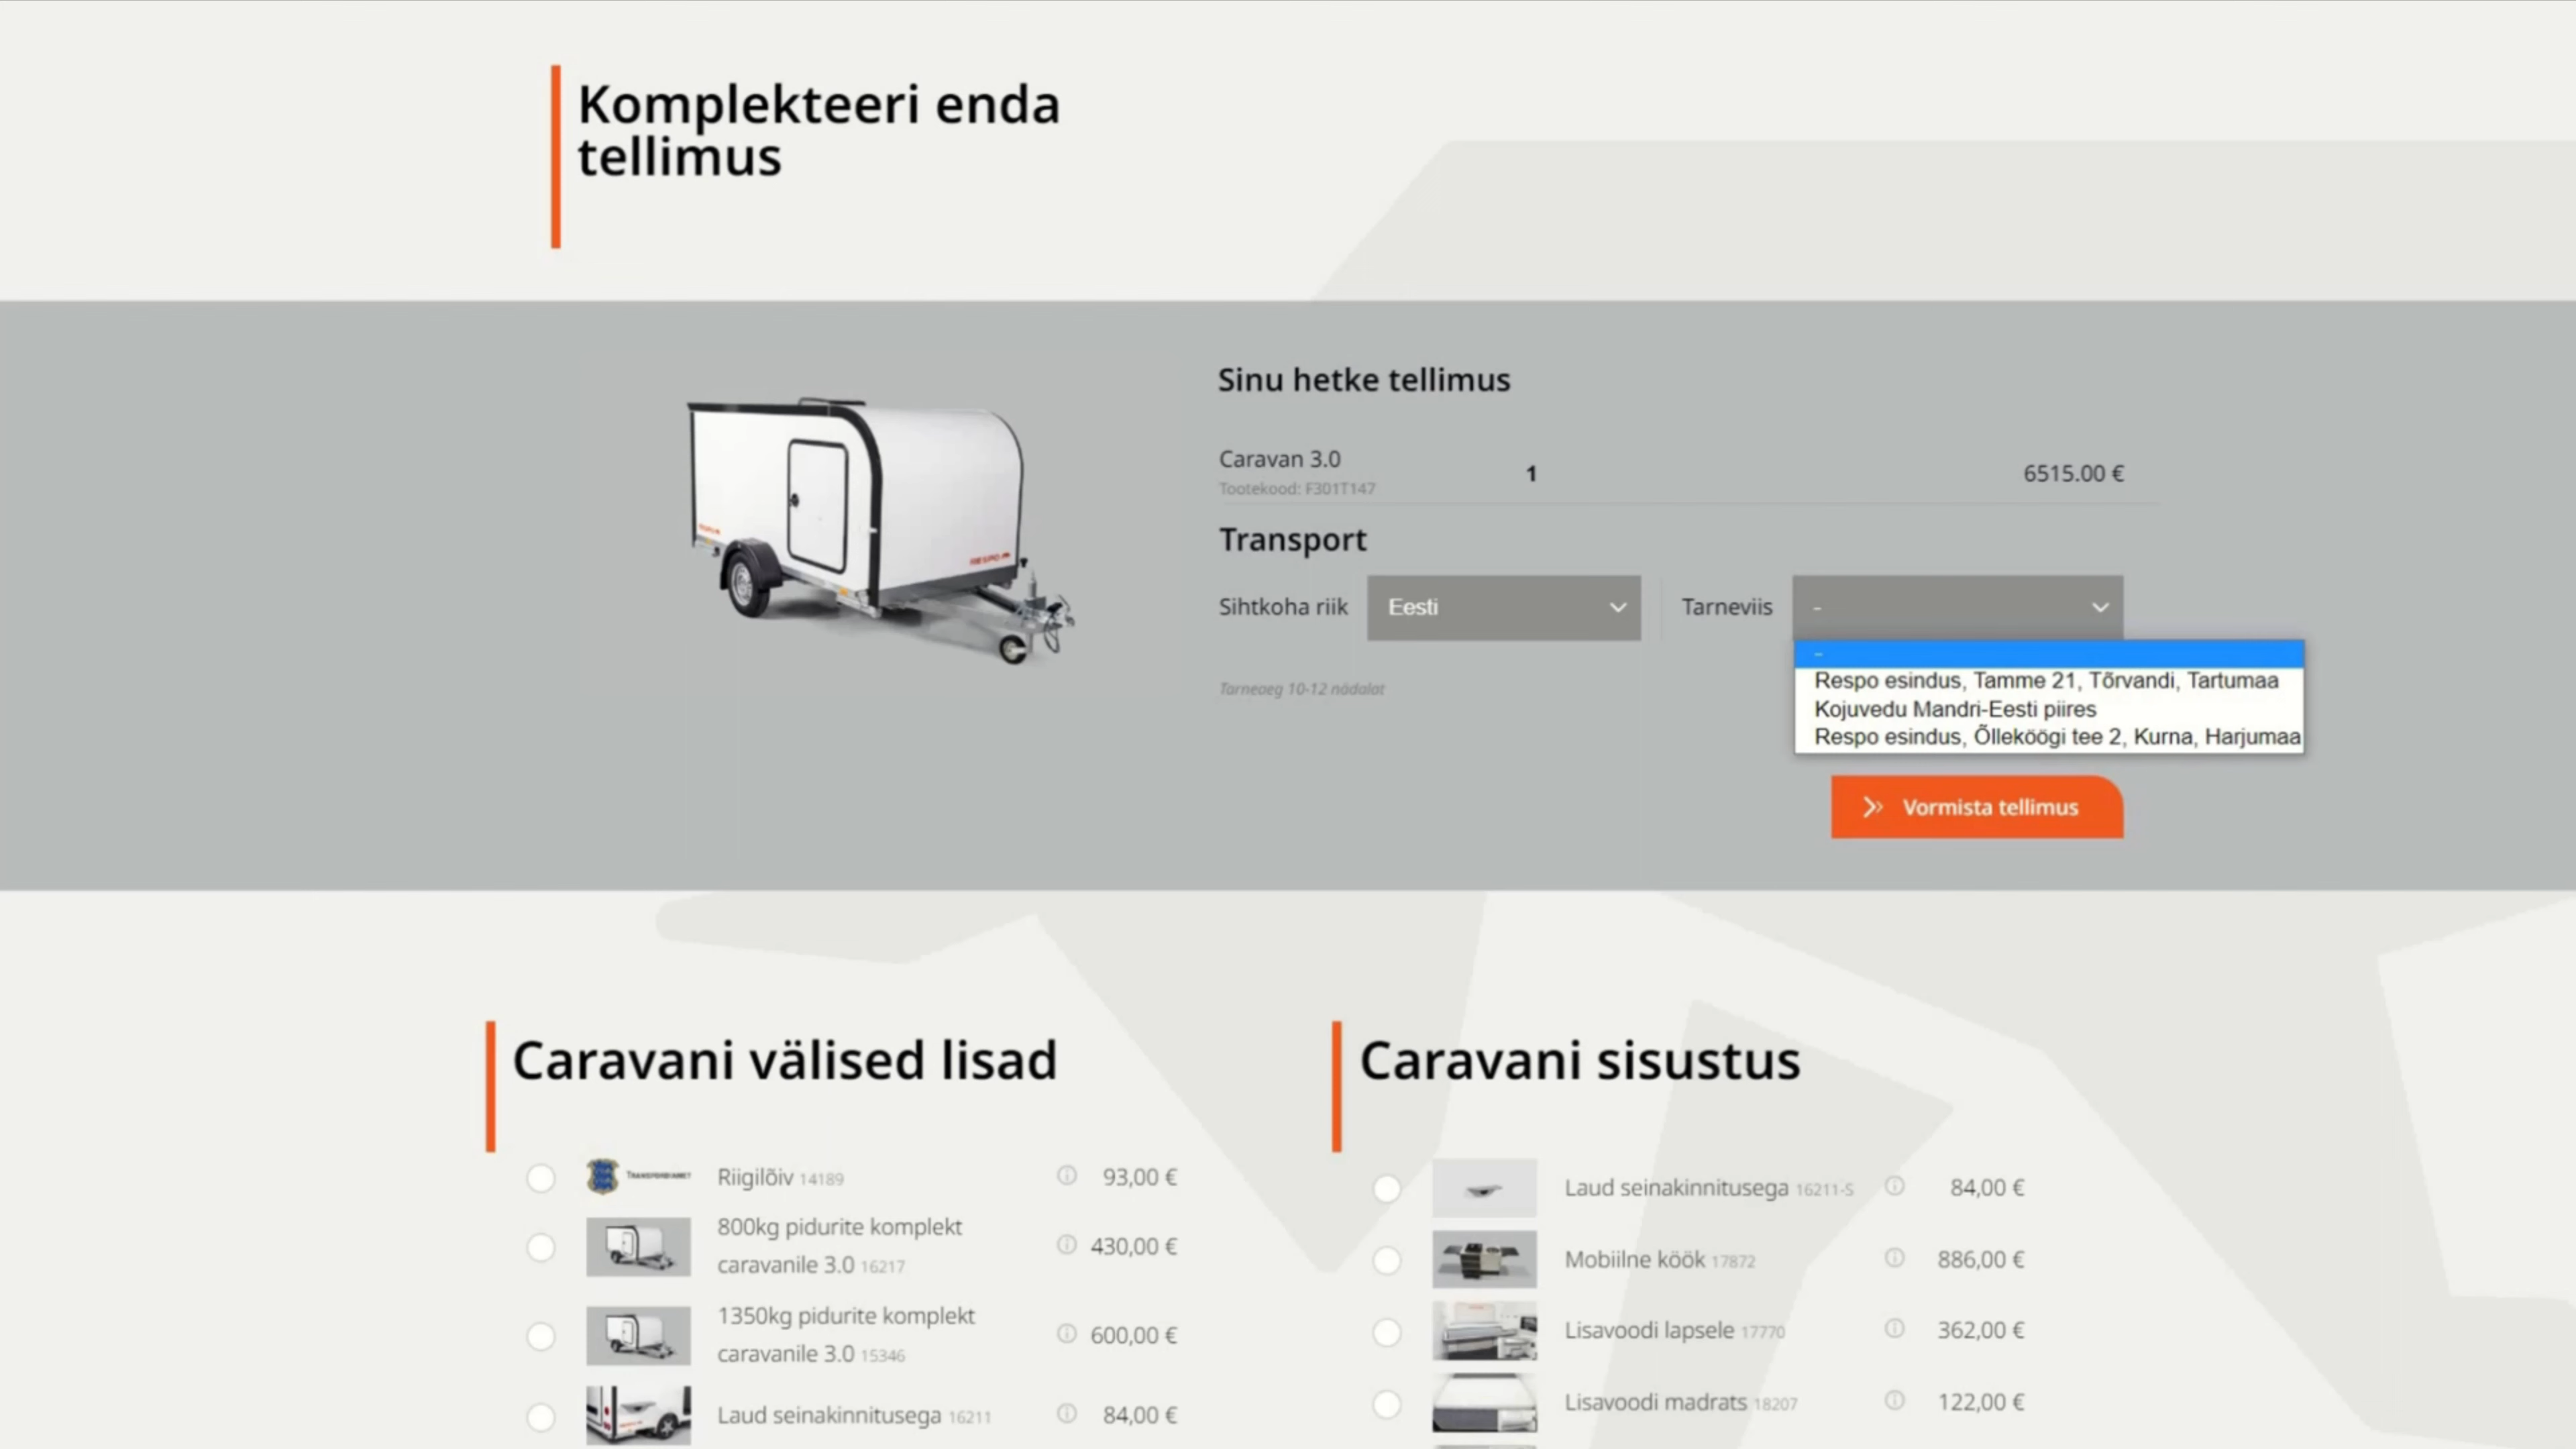 Komplekteeri enda
tellimus
Sinu hetke tellimus
Caravan 3.0 1 6515.00 €
Tootekood: F301T147
Transport
Sihtkoha riik Eesti Tarneviis -
-
Respo esindus, Tamme 21, Tõrvandi, Tartumaa
Kojuvedu Mandri-Eesti piires
Respo esindus, Õlleköögi tee 2, Kurna, Harjumaa
Tarneaeg 10-12 nädalat
Vormista tellimus
Caravani välised lisad
TRANSPORDIAMET Riigilõiv 14189 93,00 €
800kg pidurite komplekt
caravanile 3.0 16217 430,00 €
1350kg pidurite komplekt
caravanile 3.0 15346 600,00 €
Laud seinakinnitusega 16211 84,00 €
Caravani sisustus
Laud seinakinnitusega 16211-S 84,00 €
Mobiilne köök 17872 886,00 €
Lisavoodi lapsele 17770 362,00 €
Lisavoodi madrats 18207 122,00 €
RESPO